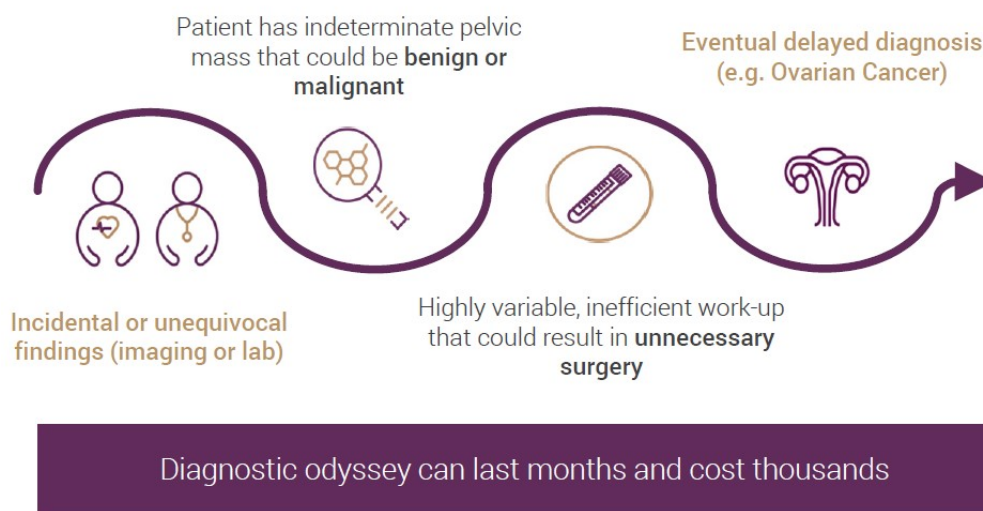 Patient has indeterminate pelvic
mass that could be benign or
malignant
Eventual delayed diagnosis
(e.g. Ovarian Cancer)
Incidental or unequivocal
findings (imaging or lab)
Highly variable, inefficient work-up
that could result in unnecessary
surgery
Diagnostic odyssey can last months and cost thousands